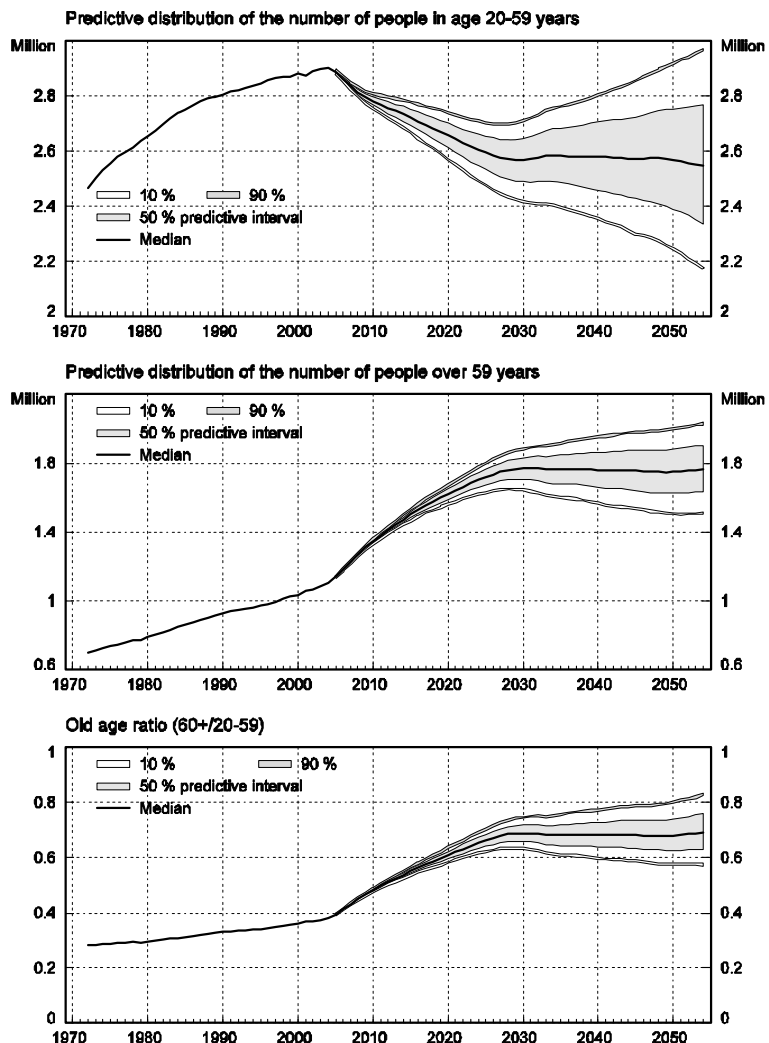 Predictive distribution of the number of people in age 20-59 years
Million Million
2.8 2.8
2.6 2.6
10 % 90 %
50 % predictive interval
2.4 2.4
Median
2.2 2.2
2 2
1970 1980 1990 2000 2010 2020 2030 2040 2050
Predictive distribution of the number of people over 59 years
Million Million
10 % 90 %
50 % predictive interval
Median
1.8 1.8
1.4 1.4
1 1
0.6 0.6
1970 1980 1990 2000 2010 2020 2030 2040 2050
Old age ratio (60+/20-59)
1 1
10 % 90 %
50 % predictive interval
0.8 Median 0.8
0.6 0.6
0.4 0.4
0.2 0.2
0 0
1970 1980 1990 2000 2010 2020 2030 2040 2050